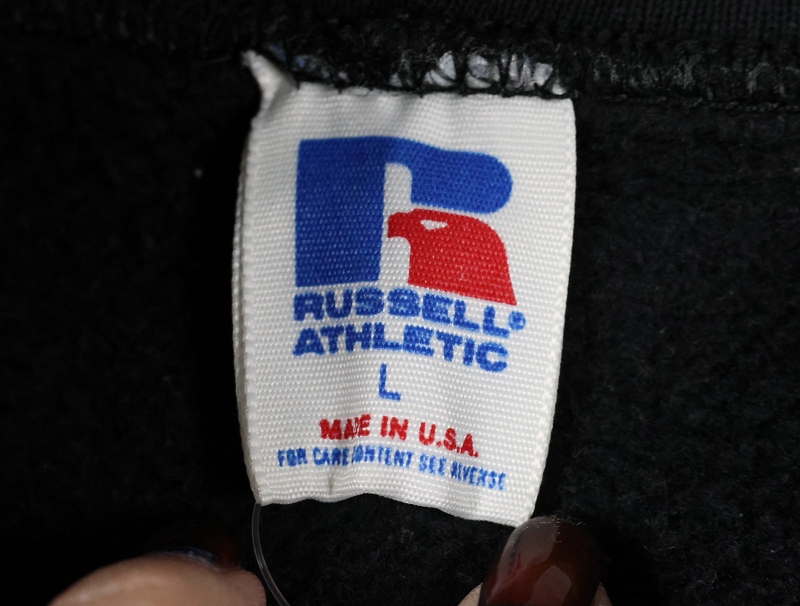 RUSSELL®
ATHLETIC
L
MADE IN U.S.A.
FOR CARE/CONTENT SEE REVERSE